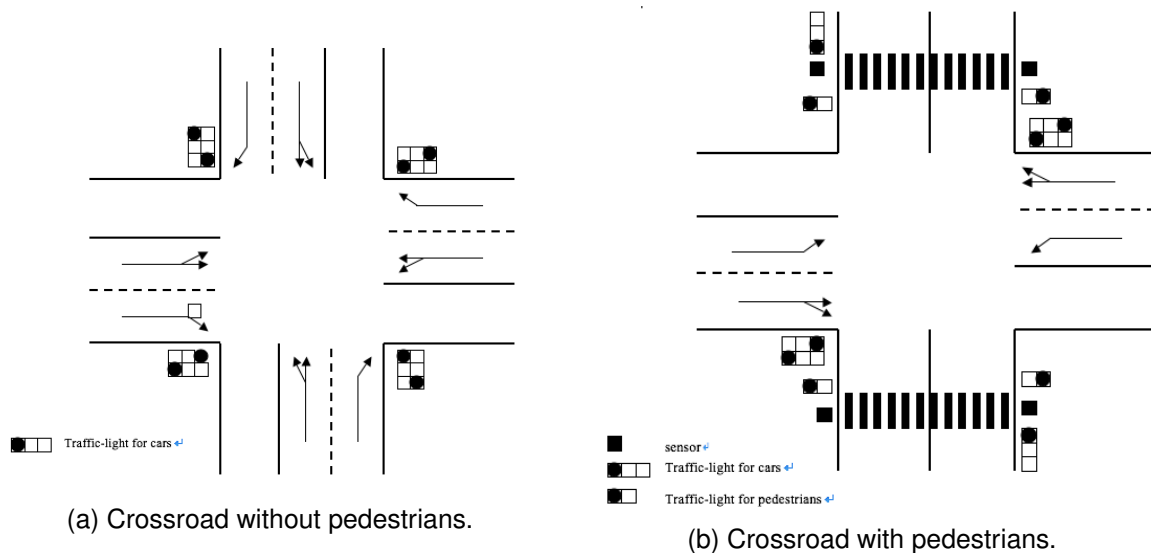 Traffic-light for cars ↵
(a) Crossroad without pedestrians.
sensor↵
Traffic-light for cars ↵
Traffic-light for pedestrians↵
(b) Crossroad with pedestrians.